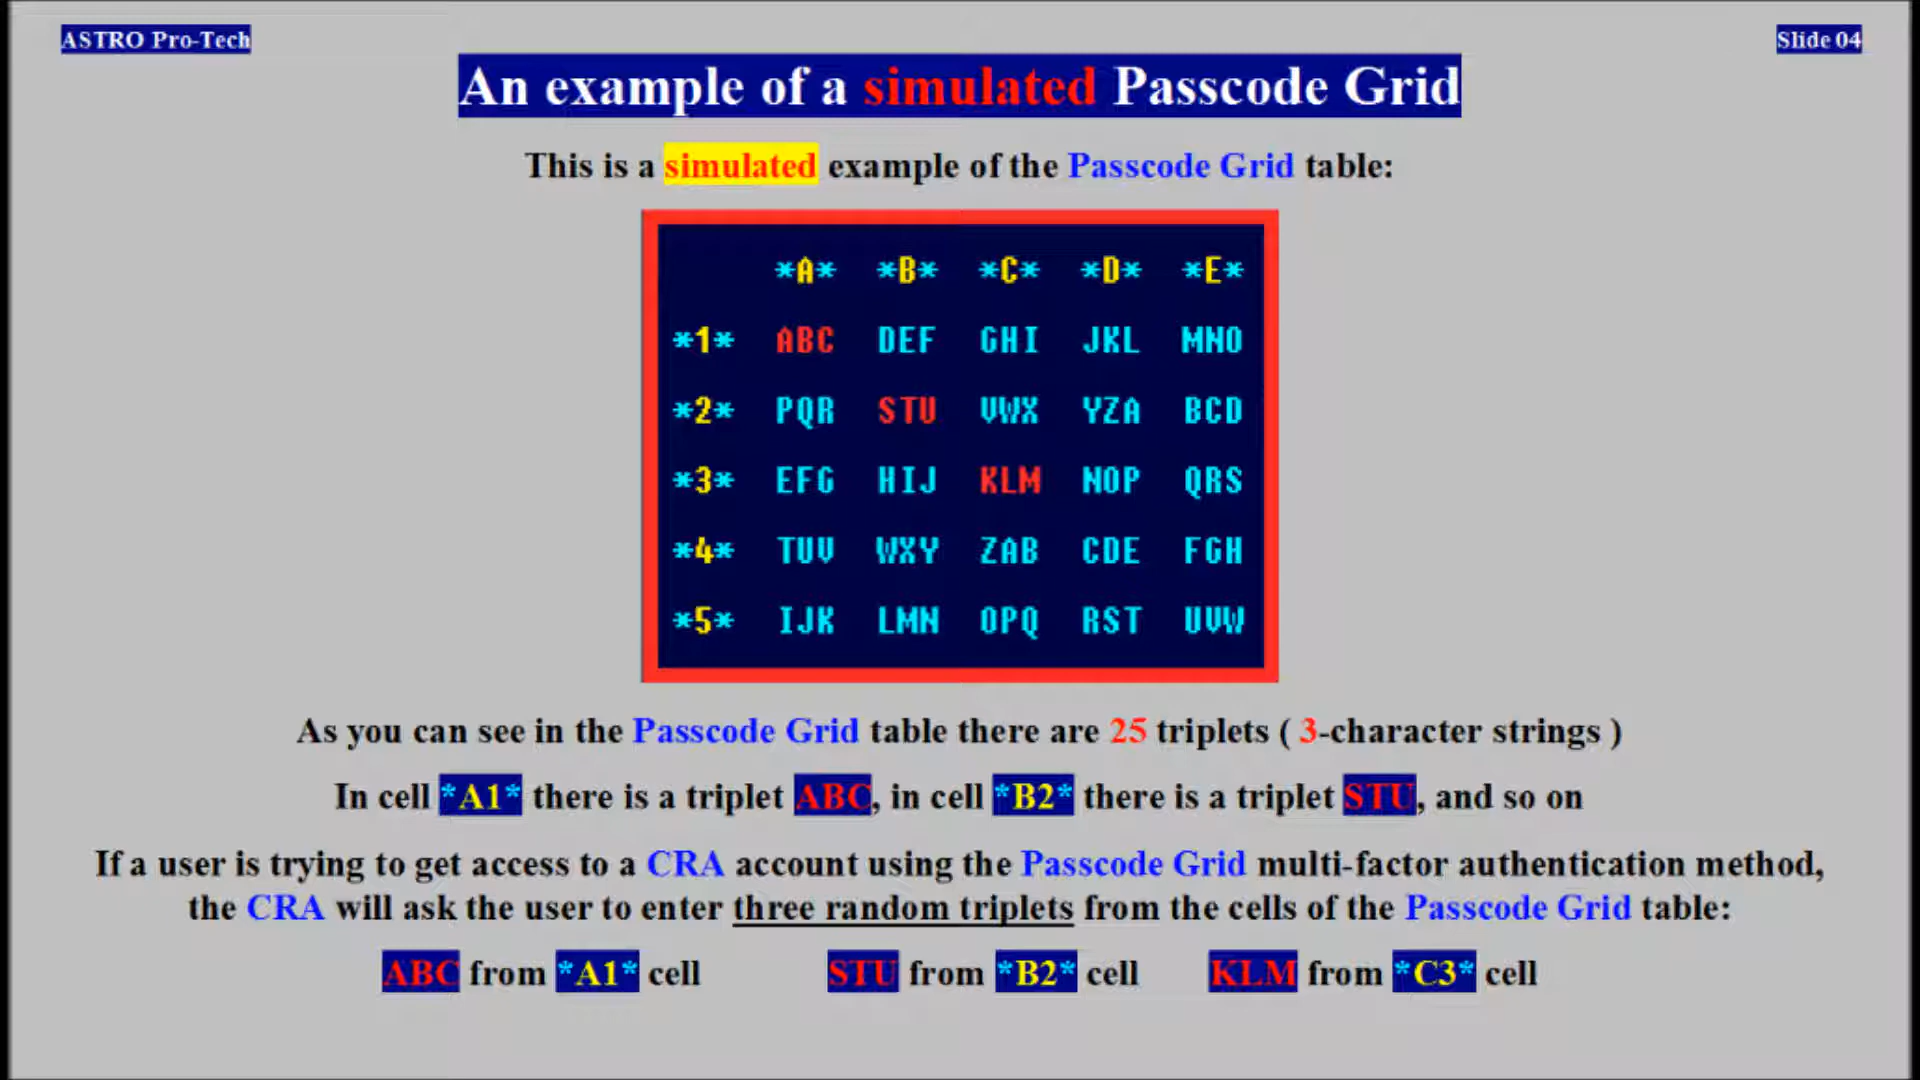 ASTRO Pro-Tech
Slide 04
An example of a simulated Passcode Grid
This is a simulated example of the Passcode Grid table:
*A* *B* *C* *D* *E*
*1* ABC DEF GHI JKL MNO
*2* PQR STU VWX YZA BCD
*3* EFG HIJ KLM NOP QRS
*4* TUV WXY ZAB CDE FGH
*5* IJK LMN OPQ RST UVW
As you can see in the Passcode Grid table there are 25 triplets ( 3-character strings )
In cell *A1* there is a triplet ABC, in cell *B2* there is a triplet STU, and so on
If a user is trying to get access to a CRA account using the Passcode Grid multi-factor authentication method,
the CRA will ask the user to enter three random triplets from the cells of the Passcode Grid table:
ABC from *A1* cell STU from *B2* cell KLM from *C3* cell